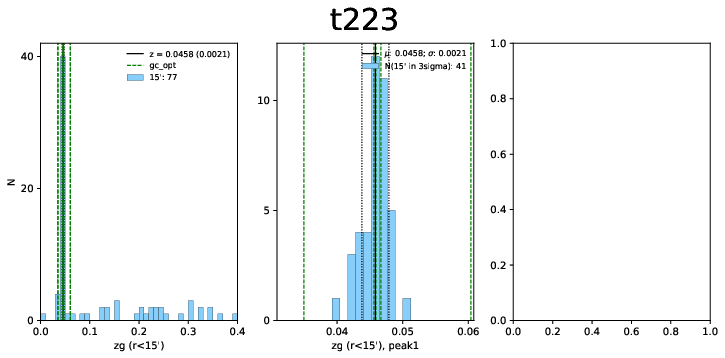 t223
N
40
20
0
z = 0.0458 (0.0021)
gc_opt
15': 77
0.0 0.1 0.2 0.3 0.4
zg (r<15')
10
5
0
μ: 0.0458; σ: 0.0021
N(15' in 3sigma): 41
0.04 0.05 0.06
zg (r<15'), peak1
1.0
0.8
0.6
0.4
0.2
0.0
0.0 0.2 0.4 0.6 0.8 1.0